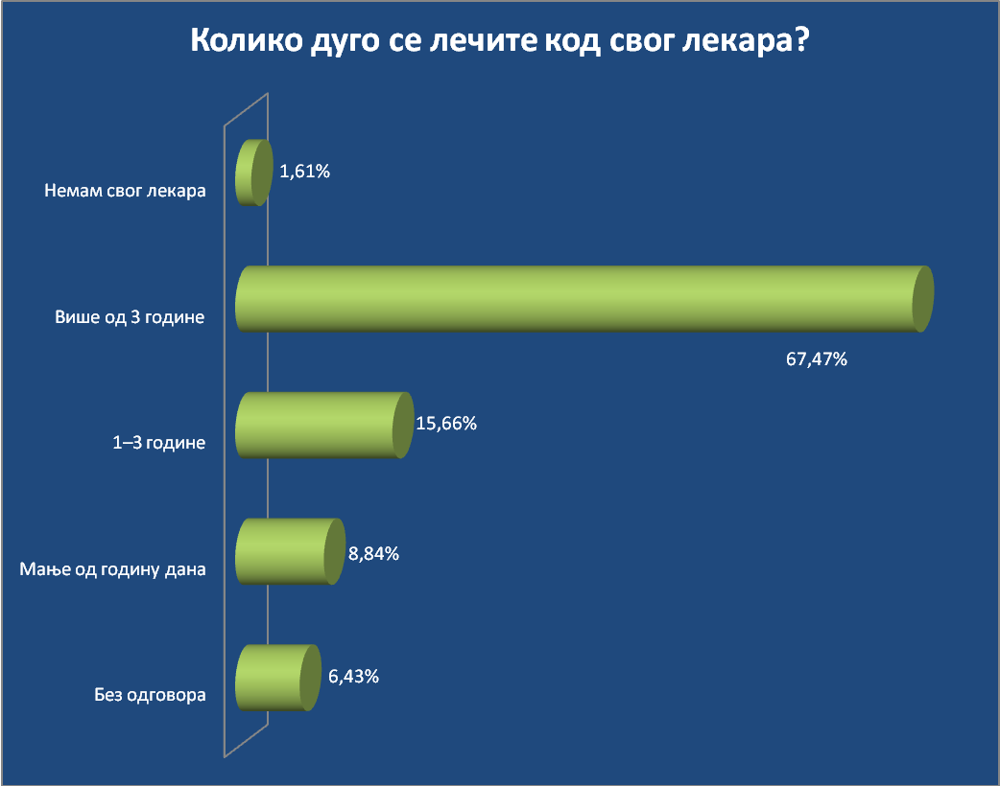 Колико дуго се лечите код свог лекара?
Немам свог лекара
1,61%
Више од 3 године
67,47%
1–3 године
15,66%
Мање од годину дана
8,84%
Без одговора
6,43%